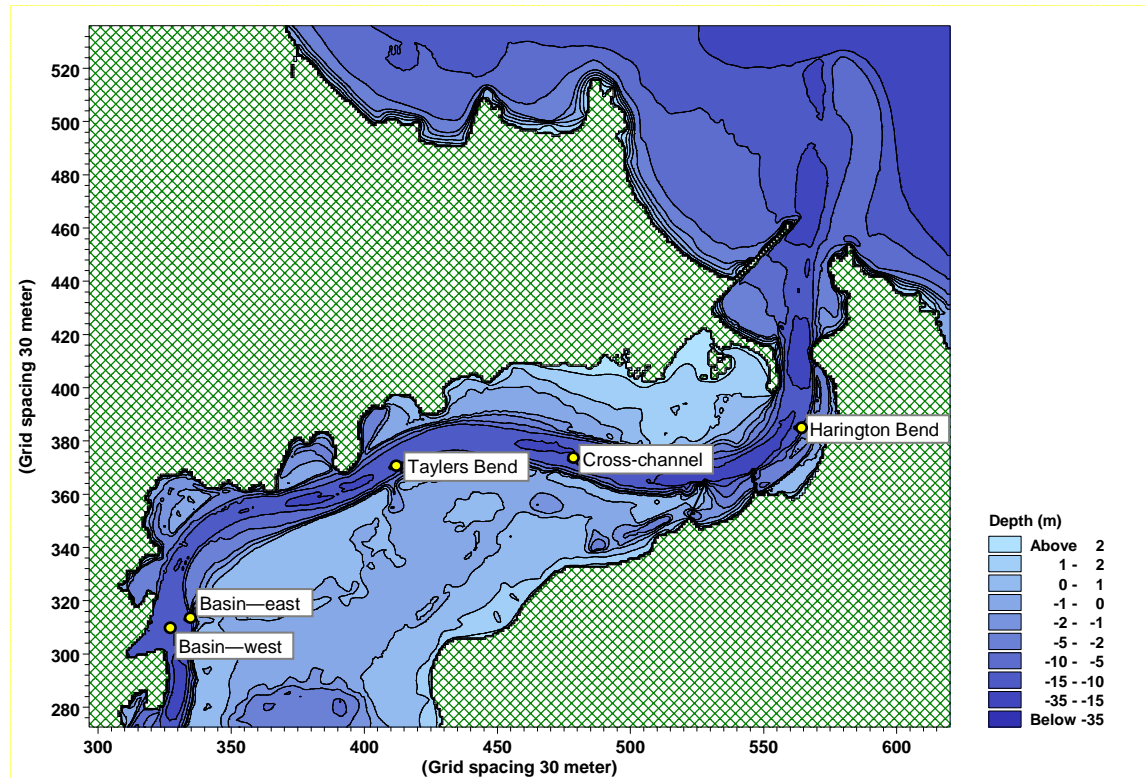 520
500
480
460
440
420
400
380
360
340
320
300
280
(Grid spacing 30 meter)
Harington Bend
Cross-channel
Taylers Bend
Basin—east
Basin—west
300 350 400 450 500 550 600
(Grid spacing 30 meter)
Depth (m)
Above 2
1 - 2
0 - 1
-1 - 0
-2 - -1
-5 - -2
-10 - -5
-15 - -10
-35 - -15
Below -35